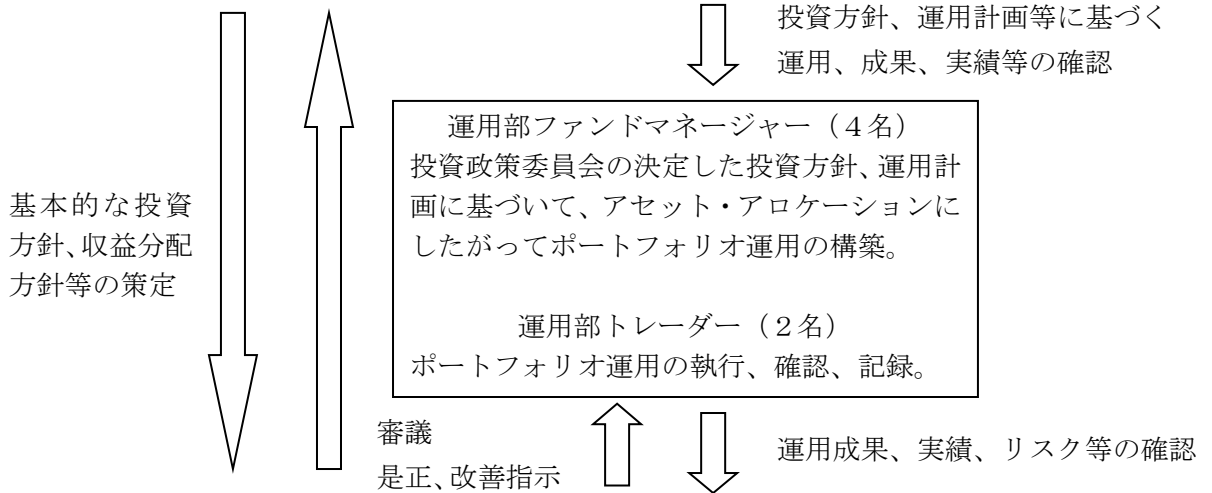 投資方針、運用計画等に基づく
運用、成果、実績等の確認
運用部ファンドマネージャー（４名）
投資政策委員会の決定した投資方針、運用計
画に基づいて、アセット・アロケーションに
したがってポートフォリオ運用の構築。
運用部トレーダー（２名）
ポートフォリオ運用の執行、確認、記録。
基本的な投資
方針、収益分配
方針等の策定
審議
是正、改善指示
運用成果、実績、リスク等の確認